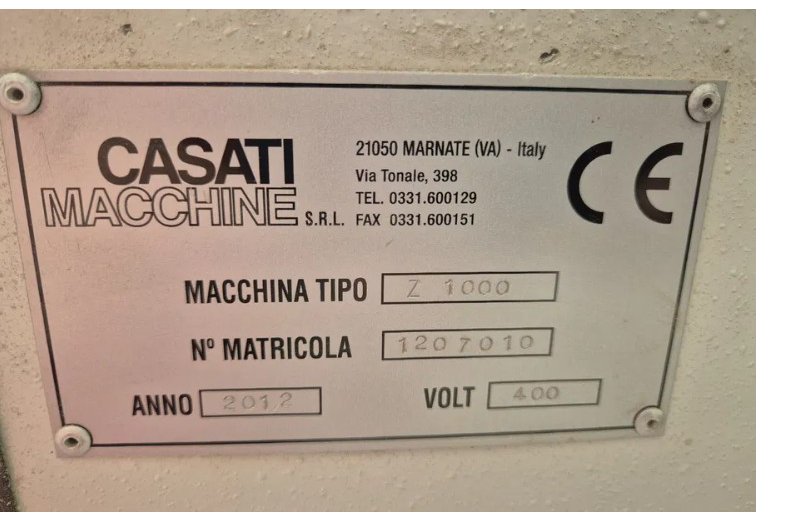 CASATI
MACCHINE S.R.L.
21050 MARNATE (VA) - Italy
Via Tonale, 398
TEL. 0331.600129
FAX 0331.600151
CE
MACCHINA TIPO Z 1000
Nº MATRICOLA 1207010
ANNO 2012 VOLT 400